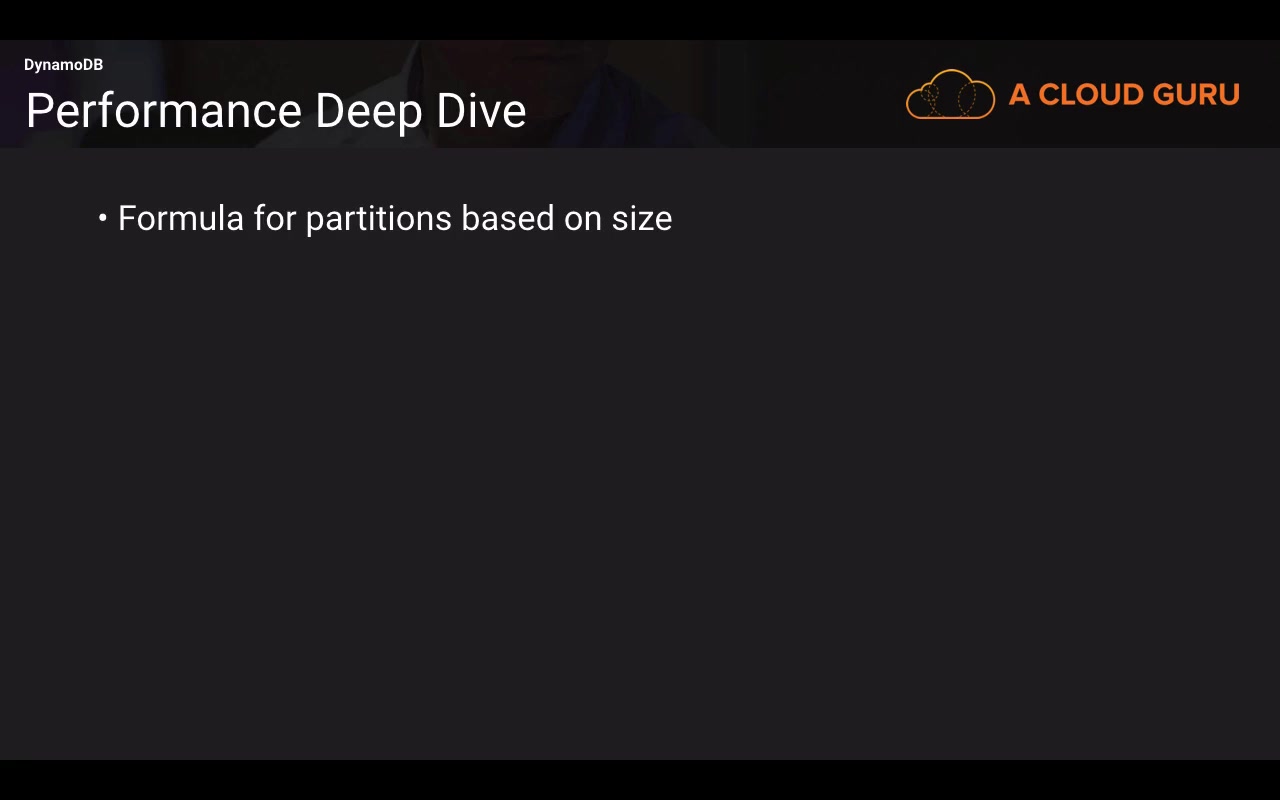 DynamoDB
Performance Deep Dive
A CLOUD GURU
• Formula for partitions based on size